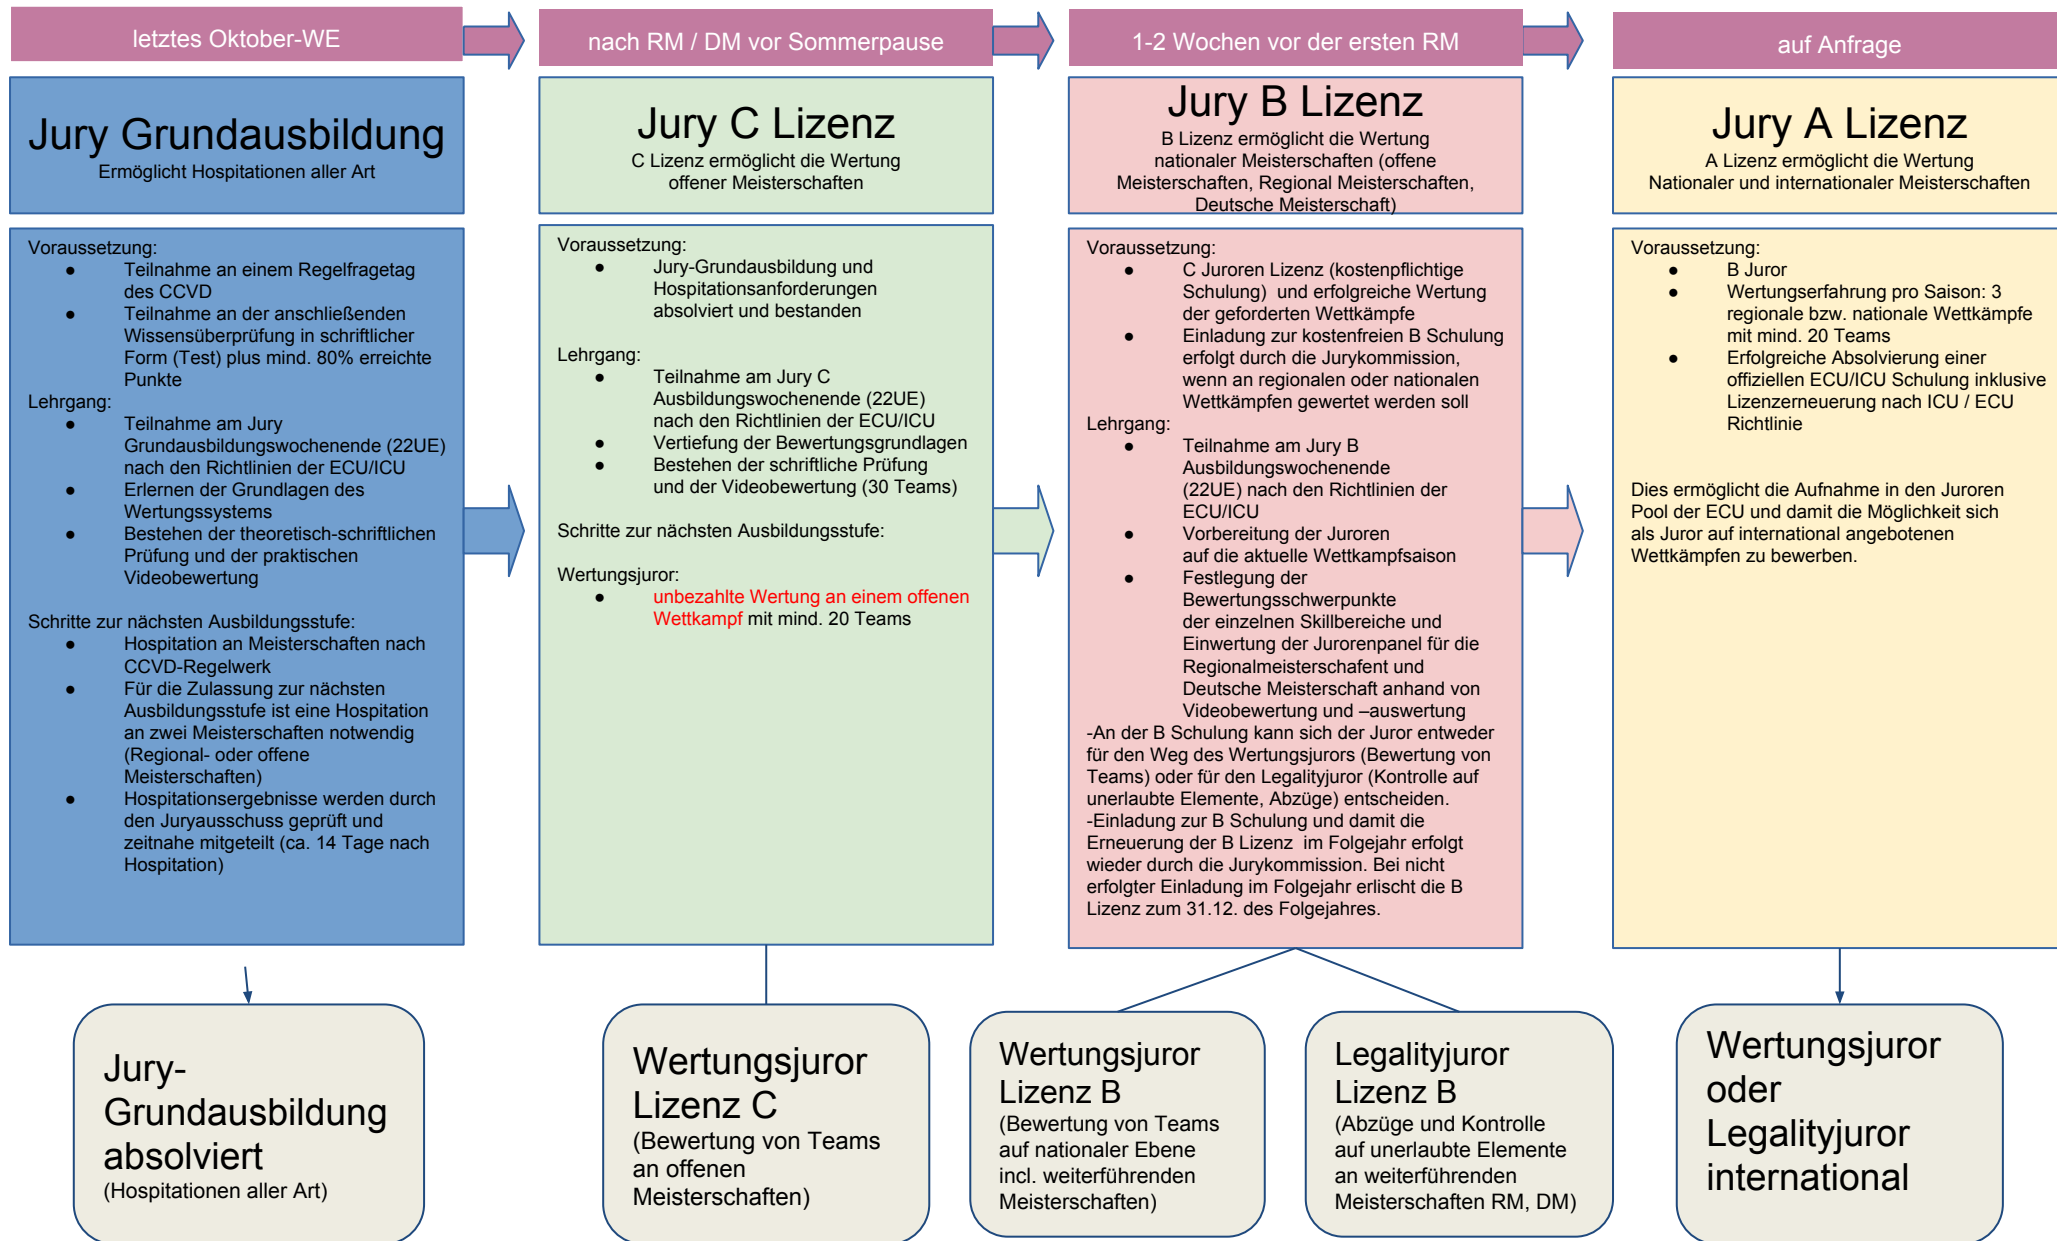 letztes Oktober-WE
nach RM / DM vor Sommerpause
1-2 Wochen vor der ersten RM
auf Anfrage
Jury Grundausbildung
Ermöglicht Hospitationen aller Art
Voraussetzung:
● Teilnahme an einem Regelfragetag
des CCVD
● Teilnahme an der anschließenden
Wissensüberprüfung in schriftlicher
Form (Test) plus mind. 80% erreichte
Punkte
Lehrgang:
● Teilnahme am Jury
Grundausbildungswochenende (22UE)
nach den Richtlinien der ECU/ICU
● Erlernen der Grundlagen des
Wertungssystems
● Bestehen der theoretisch-schriftlichen
Prüfung und der praktischen
Videobewertung
Schritte zur nächsten Ausbildungsstufe:
● Hospitation an Meisterschaften nach
CCVD-Regelwerk
● Für die Zulassung zur nächsten
Ausbildungsstufe ist eine Hospitation
an zwei Meisterschaften notwendig
(Regional- oder offene
Meisterschaften)
● Hospitationsergebnisse werden durch
den Juryausschuss geprüft und
zeitnahe mitgeteilt (ca. 14 Tage nach
Hospitation)
Jury-
Grundausbildung
absolviert
(Hospitationen aller Art)
Jury C Lizenz
C Lizenz ermöglicht die Wertung
offener Meisterschaften
Voraussetzung:
● Jury-Grundausbildung und
Hospitationsanforderungen
absolviert und bestanden
Lehrgang:
● Teilnahme am Jury C
Ausbildungswochenende (22UE)
nach den Richtlinien der ECU/ICU
● Vertiefung der Bewertungsgrundlagen
● Bestehen der schriftliche Prüfung
und der Videobewertung (30 Teams)
Schritte zur nächsten Ausbildungsstufe:
Wertungsjuror:
● unbezahlte Wertung an einem offenen
Wettkampf mit mind. 20 Teams
Wertungsjuror
Lizenz C
(Bewertung von Teams
an offenen
Meisterschaften)
Jury B Lizenz
B Lizenz ermöglicht die Wertung
nationaler Meisterschaften (offene
Meisterschaften, Regional Meisterschaften,
Deutsche Meisterschaft)
Voraussetzung:
● C Juroren Lizenz (kostenpflichtige
Schulung) und erfolgreiche Wertung
der geforderten Wettkämpfe
● Einladung zur kostenfreien B Schulung
erfolgt durch die Jurykommission,
wenn an regionalen oder nationalen
Wettkämpfen gewertet werden soll
Lehrgang:
● Teilnahme am Jury B
Ausbildungswochenende
(22UE) nach den Richtlinien der
ECU/ICU
● Vorbereitung der Juroren
auf die aktuelle Wettkampfsaison
● Festlegung der
Bewertungsschwerpunkte
der einzelnen Skillbereiche und
Einwertung der Jurorenpanel für die
Regionalmeisterschafent und
Deutsche Meisterschaft anhand von
Videobewertung und –auswertung
-An der B Schulung kann sich der Juror entweder
für den Weg des Wertungsjurors (Bewertung von
Teams) oder für den Legalityjuror (Kontrolle auf
unerlaubte Elemente, Abzüge) entscheiden.
-Einladung zur B Schulung und damit die
Erneuerung der B Lizenz im Folgejahr erfolgt
wieder durch die Jurykommission. Bei nicht
erfolgter Einladung im Folgejahr erlischt die B
Lizenz zum 31.12. des Folgejahres.
Wertungsjuror
Lizenz B
(Bewertung von Teams
auf nationaler Ebene
incl. weiterführenden
Meisterschaften)
Legalityjuror
Lizenz B
(Abzüge und Kontrolle
auf unerlaubte Elemente
an weiterführenden
Meisterschaften RM, DM)
Jury A Lizenz
A Lizenz ermöglicht die Wertung
Nationaler und internationaler Meisterschaften
Voraussetzung:
● B Juror
● Wertungserfahrung pro Saison: 3
regionale bzw. nationale Wettkämpfe
mit mind. 20 Teams
● Erfolgreiche Absolvierung einer
offiziellen ECU/ICU Schulung inklusive
Lizenzerneuerung nach ICU / ECU
Richtlinie
Dies ermöglicht die Aufnahme in den Juroren
Pool der ECU und damit die Möglichkeit sich
als Juror auf international angebotenen
Wettkämpfen zu bewerben.
Wertungsjuror
oder
Legalityjuror
international